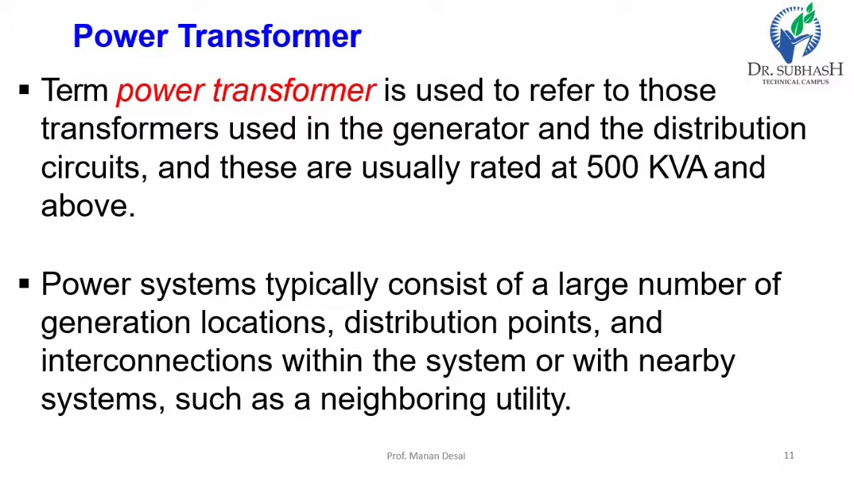 Power Transformer
DR. SUBHASH
TECHNICAL CAMPUS
▪ Term power transformer is used to refer to those
transformers used in the generator and the distribution
circuits, and these are usually rated at 500 KVA and
above.
▪ Power systems typically consist of a large number of
generation locations, distribution points, and
interconnections within the system or with nearby
systems, such as a neighboring utility.
Prof. Manan Desai
11